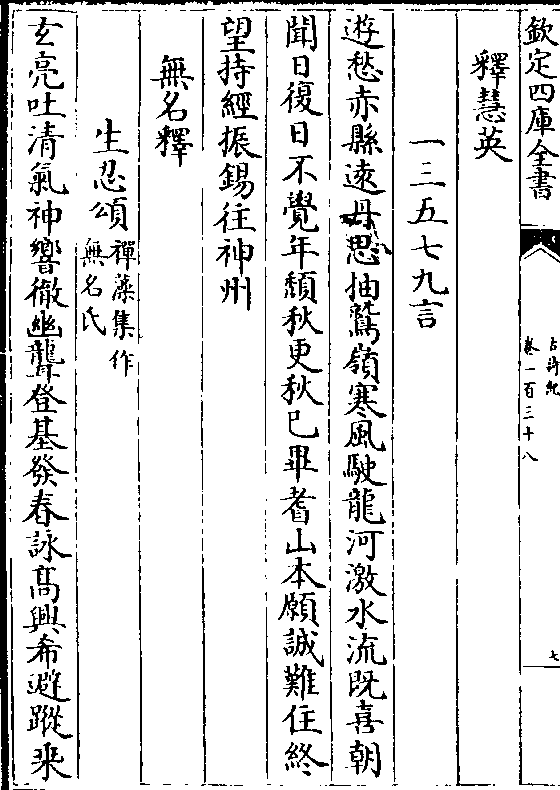 欽定四庫全書
古詩紀
卷一百三十八
七
釋慧英
一三五七九言
遊愁赤縣遠丹思抽鷲嶺寒風駛龍河激水流既喜朝
聞日復日不覺年頽秋更秋已畢耆山本願誠難住終
望持經振錫往神州
無名釋
生忍頌禪藻集作
無名氏
玄亮吐清氣神響徹幽聾登基發春詠高興希避蹤乗